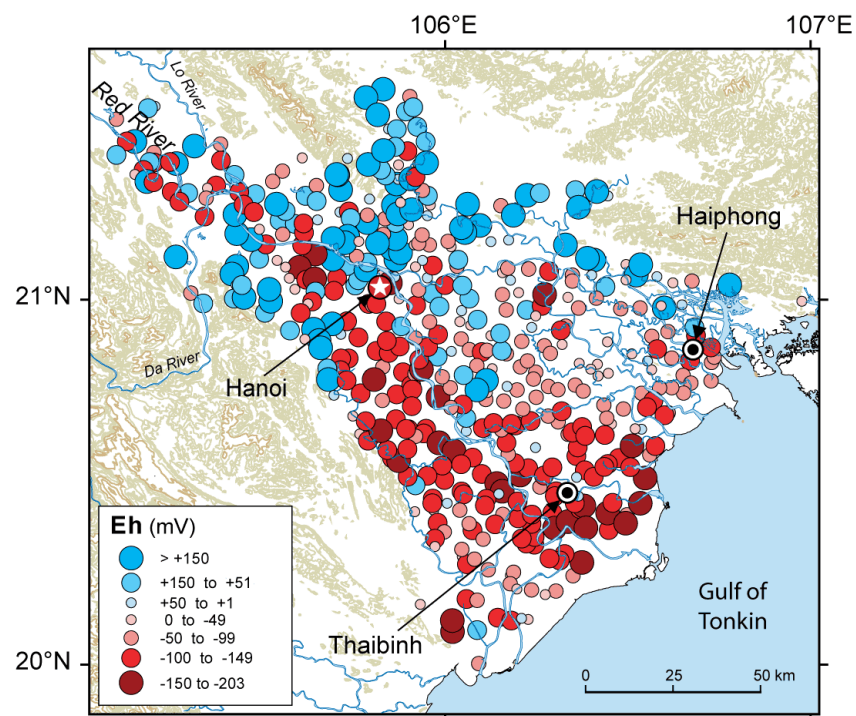 106°E
107°E
Lo River
Red River
Haiphong
21°N
Da River
Hanoi
Eh (mV)
> +150
+150 to +51
+50 to +1
0 to -49
-50 to -99
-100 to -149
-150 to -203
Gulf of
Tonkin
Thaibinh
20°N
0 25 50 km